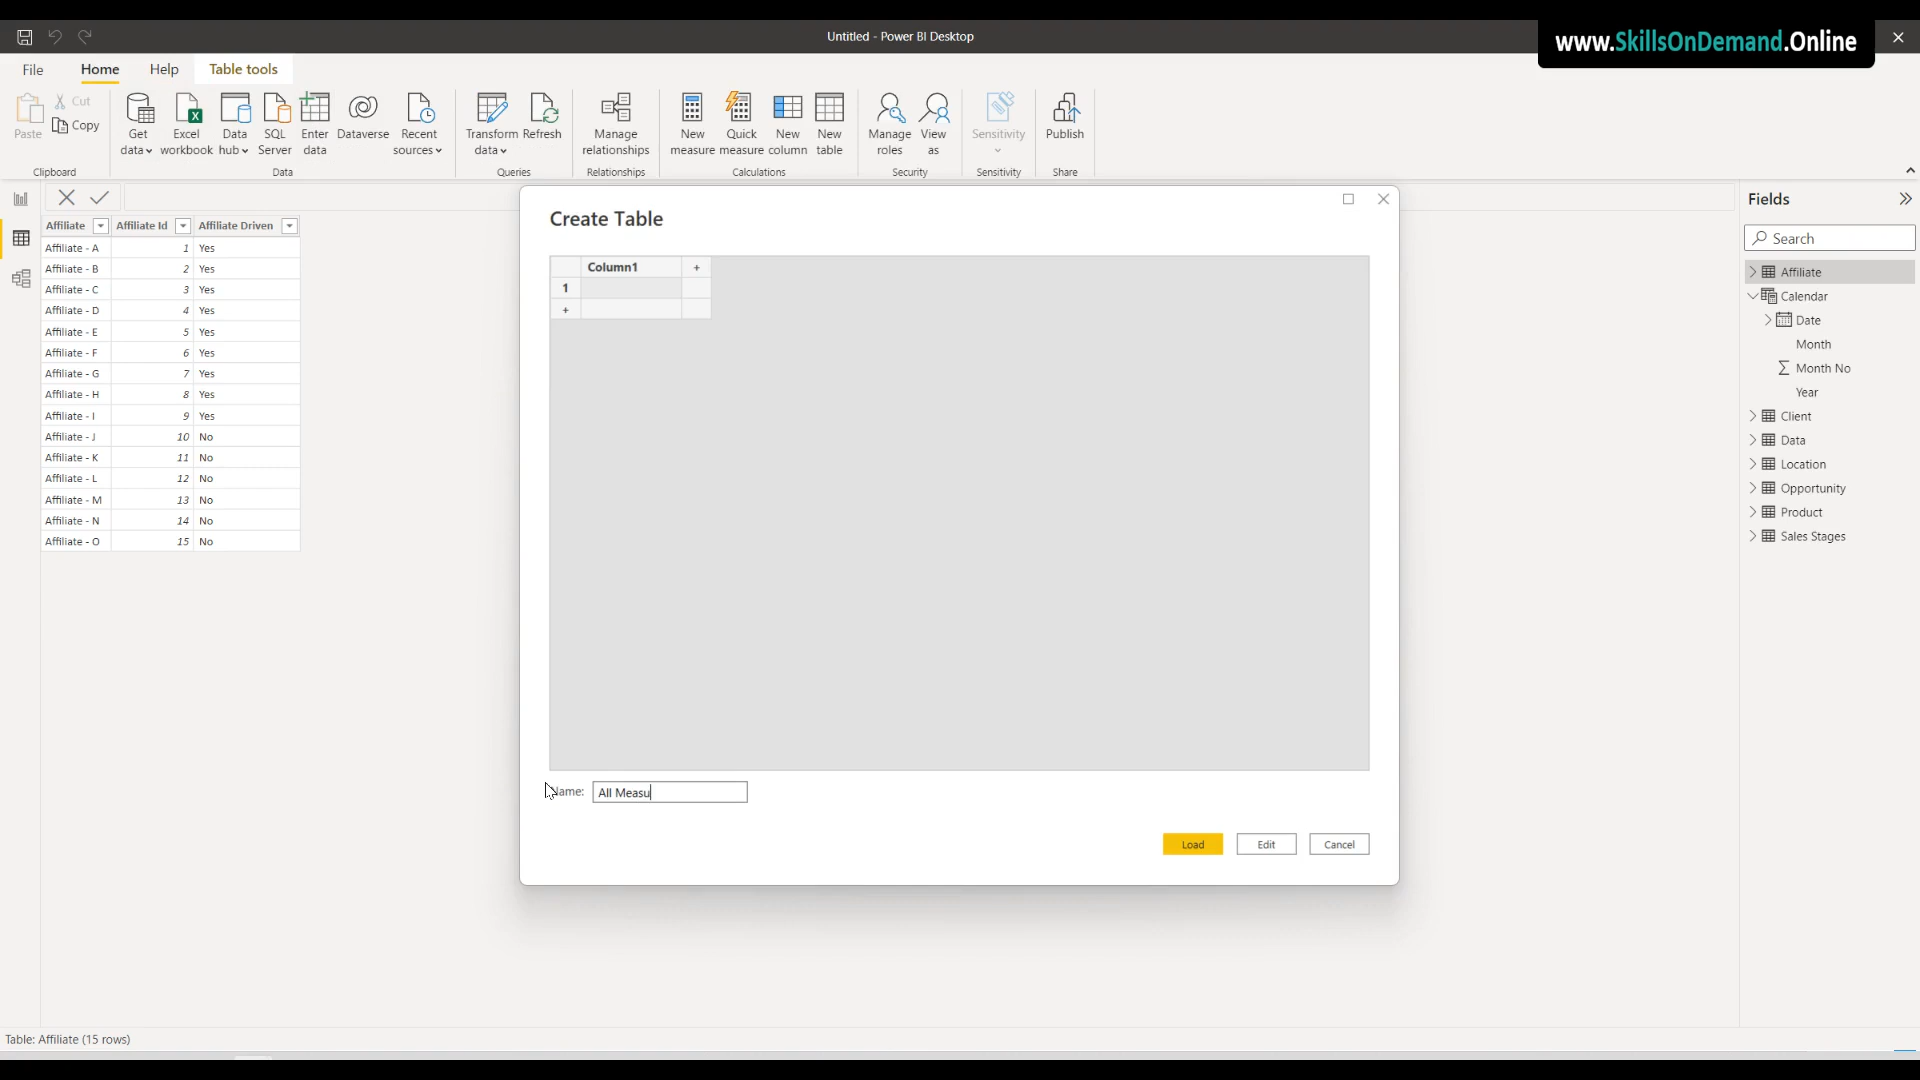 Untitled - Power BI Desktop
www.SkillsOnDemand.Online
File
Home
Help
Table tools
Paste
Cut
Copy
Clipboard
Get data
Excel workbook
Data hub
SQL Server
Enter data
Dataverse
Recent sources
Data
Transform data
Refresh
Queries
Manage relationships
Relationships
New measure
Quick measure
New column
New table
Calculations
Manage roles
View as
Security
Sensitivity
Sensitivity
Publish
Share
Affiliate Affiliate Id Affiliate Driven
Affiliate - A 1 Yes
Affiliate - B 2 Yes
Affiliate - C 3 Yes
Affiliate - D 4 Yes
Affiliate - E 5 Yes
Affiliate - F 6 Yes
Affiliate - G 7 Yes
Affiliate - H 8 Yes
Affiliate - I 9 Yes
Affiliate - J 10 No
Affiliate - K 11 No
Affiliate - L 12 No
Affiliate - M 13 No
Affiliate - N 14 No
Affiliate - O 15 No
Create Table
Column1 +
1
+
Name: All Measu
Load
Edit
Cancel
Fields
Search
Affiliate
Calendar
Date
Month
Month No
Year
Client
Data
Location
Opportunity
Product
Sales Stages
Table: Affiliate (15 rows)